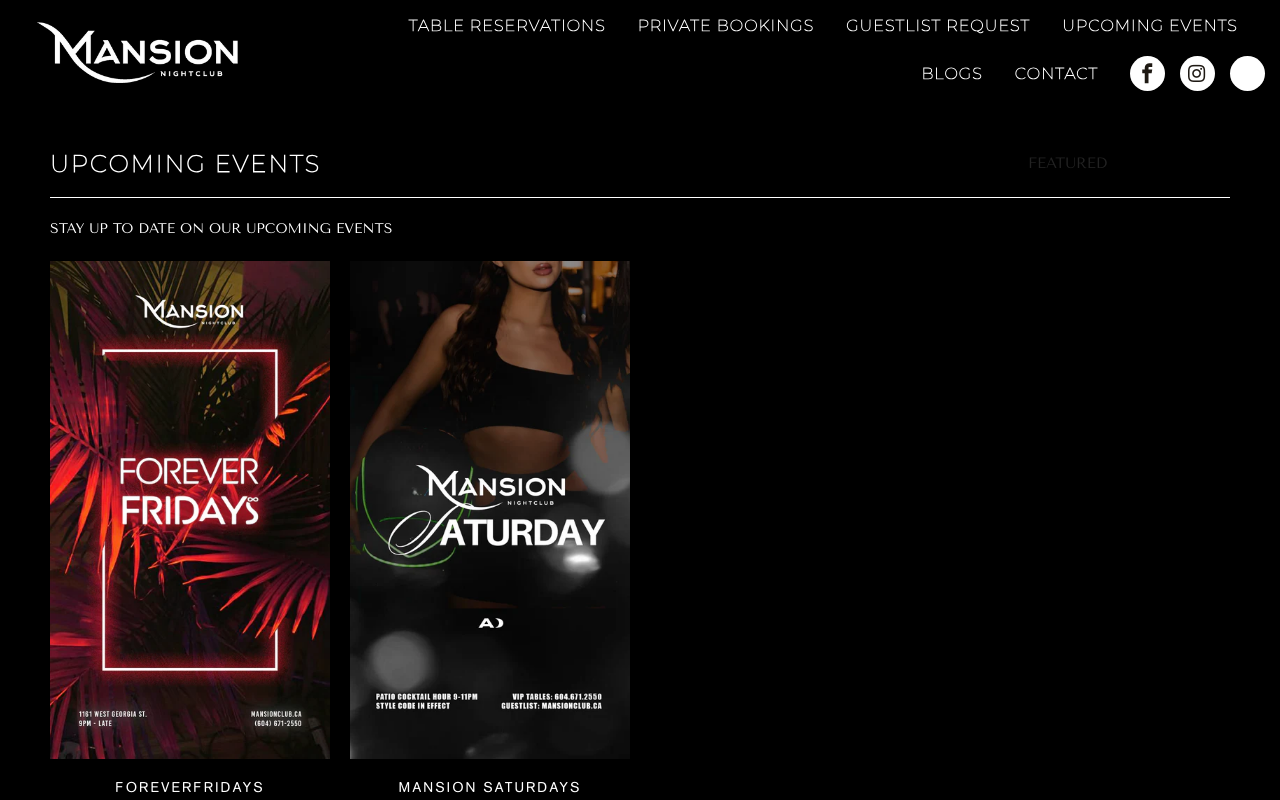 MANSION
NIGHTCLUB
TABLE RESERVATIONS
PRIVATE BOOKINGS
GUESTLIST REQUEST
UPCOMING EVENTS
BLOGS
CONTACT
UPCOMING EVENTS
FEATURED
STAY UP TO DATE ON OUR UPCOMING EVENTS
MANSION
NIGHTCLUB
FOREVER
FRIDAYS
1161 WEST GEORGIA ST.
9PM - LATE
MANSIONCLUB.CA
(604) 671-2550
MANSION
NIGHTCLUB
SATURDAY
PATIO COCKTAIL HOUR 9-11PM
STYLE CODE IN EFFECT
VIP TABLES: 604.671.2550
GUESTLIST: MANSIONCLUB.CA
FOREVERFRIDAYS
MANSION SATURDAYS